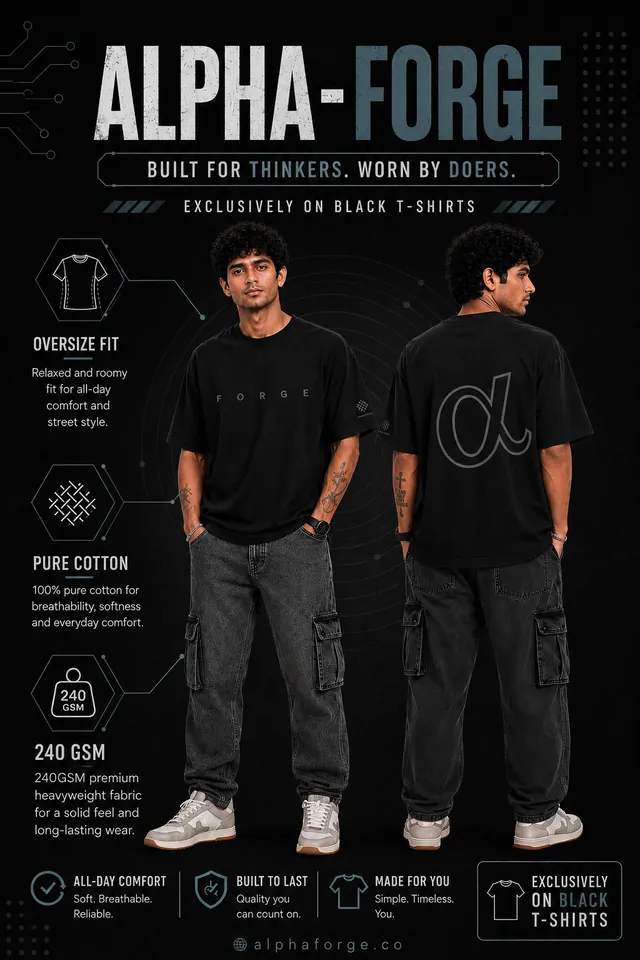 ALPHA-FORGE
BUILT FOR THINKERS. WORN BY DOERS.
EXCLUSIVELY ON BLACK T-SHIRTS
OVERSIZE FIT
Relaxed and roomy
fit for all-day
comfort and
street style.
FORGE
α
PURE COTTON
100% pure cotton for
breathability, softness
and everyday comfort.
240
GSM
240 GSM
240GSM premium
heavyweight fabric
for a solid feel and
long-lasting wear.
ALL-DAY COMFORT
Soft. Breathable.
Reliable.
BUILT TO LAST
Quality you
can count on.
MADE FOR YOU
Simple. Timeless.
You.
EXCLUSIVELY
ON BLACK
T-SHIRTS
alphaforge.co